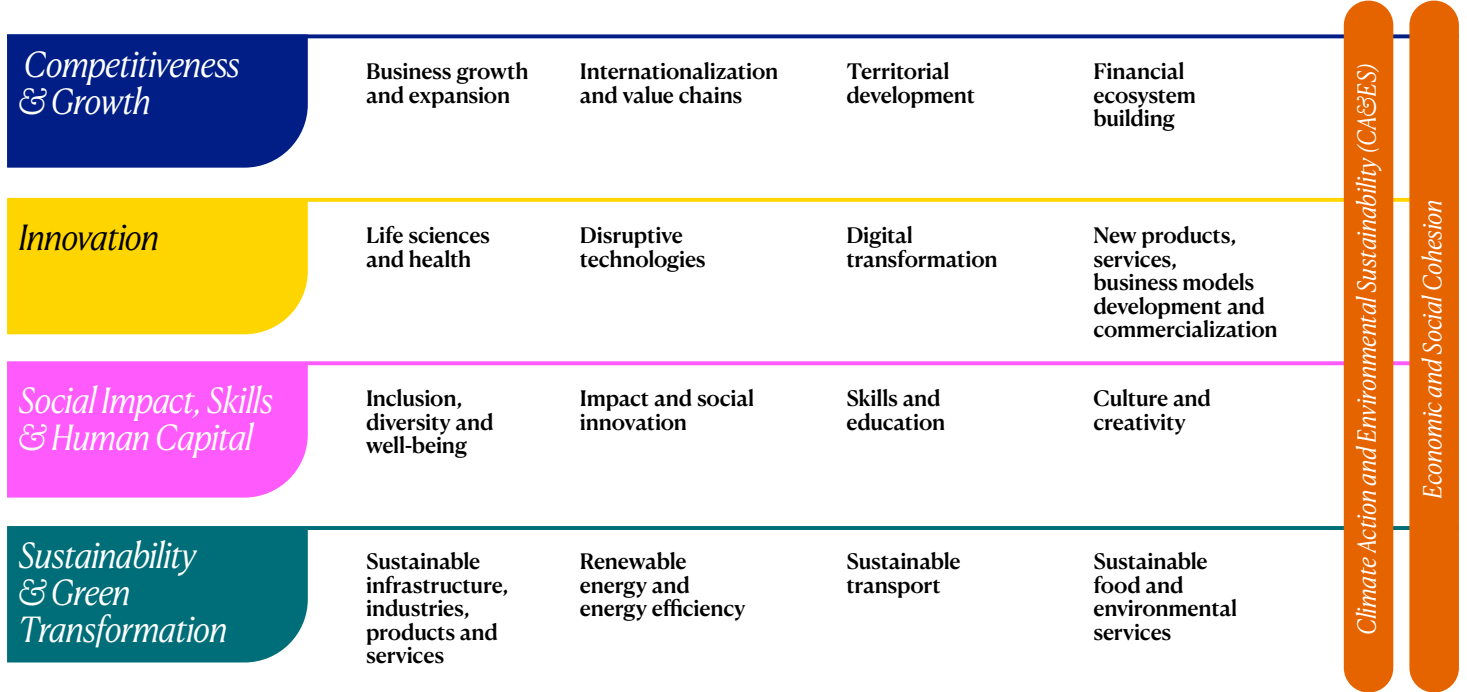 Competitiveness
& Growth
Business growth
and expansion
Internationalization
and value chains
Territorial
development
Financial
ecosystem
building
Innovation
Life sciences
and health
Disruptive
technologies
Digital
transformation
New products,
services,
business models
development and
commercialization
Social Impact, Skills
& Human Capital
Inclusion,
diversity and
well-being
Impact and social
innovation
Skills and
education
Culture and
creativity
Sustainability
& Green
Transformation
Sustainable
infrastructure,
industries,
products and
services
Renewable
energy and
energy efficiency
Sustainable
transport
Sustainable
food and
environmental
services
Climate Action and Environmental Sustainability (CA&ES)
Economic and Social Cohesion